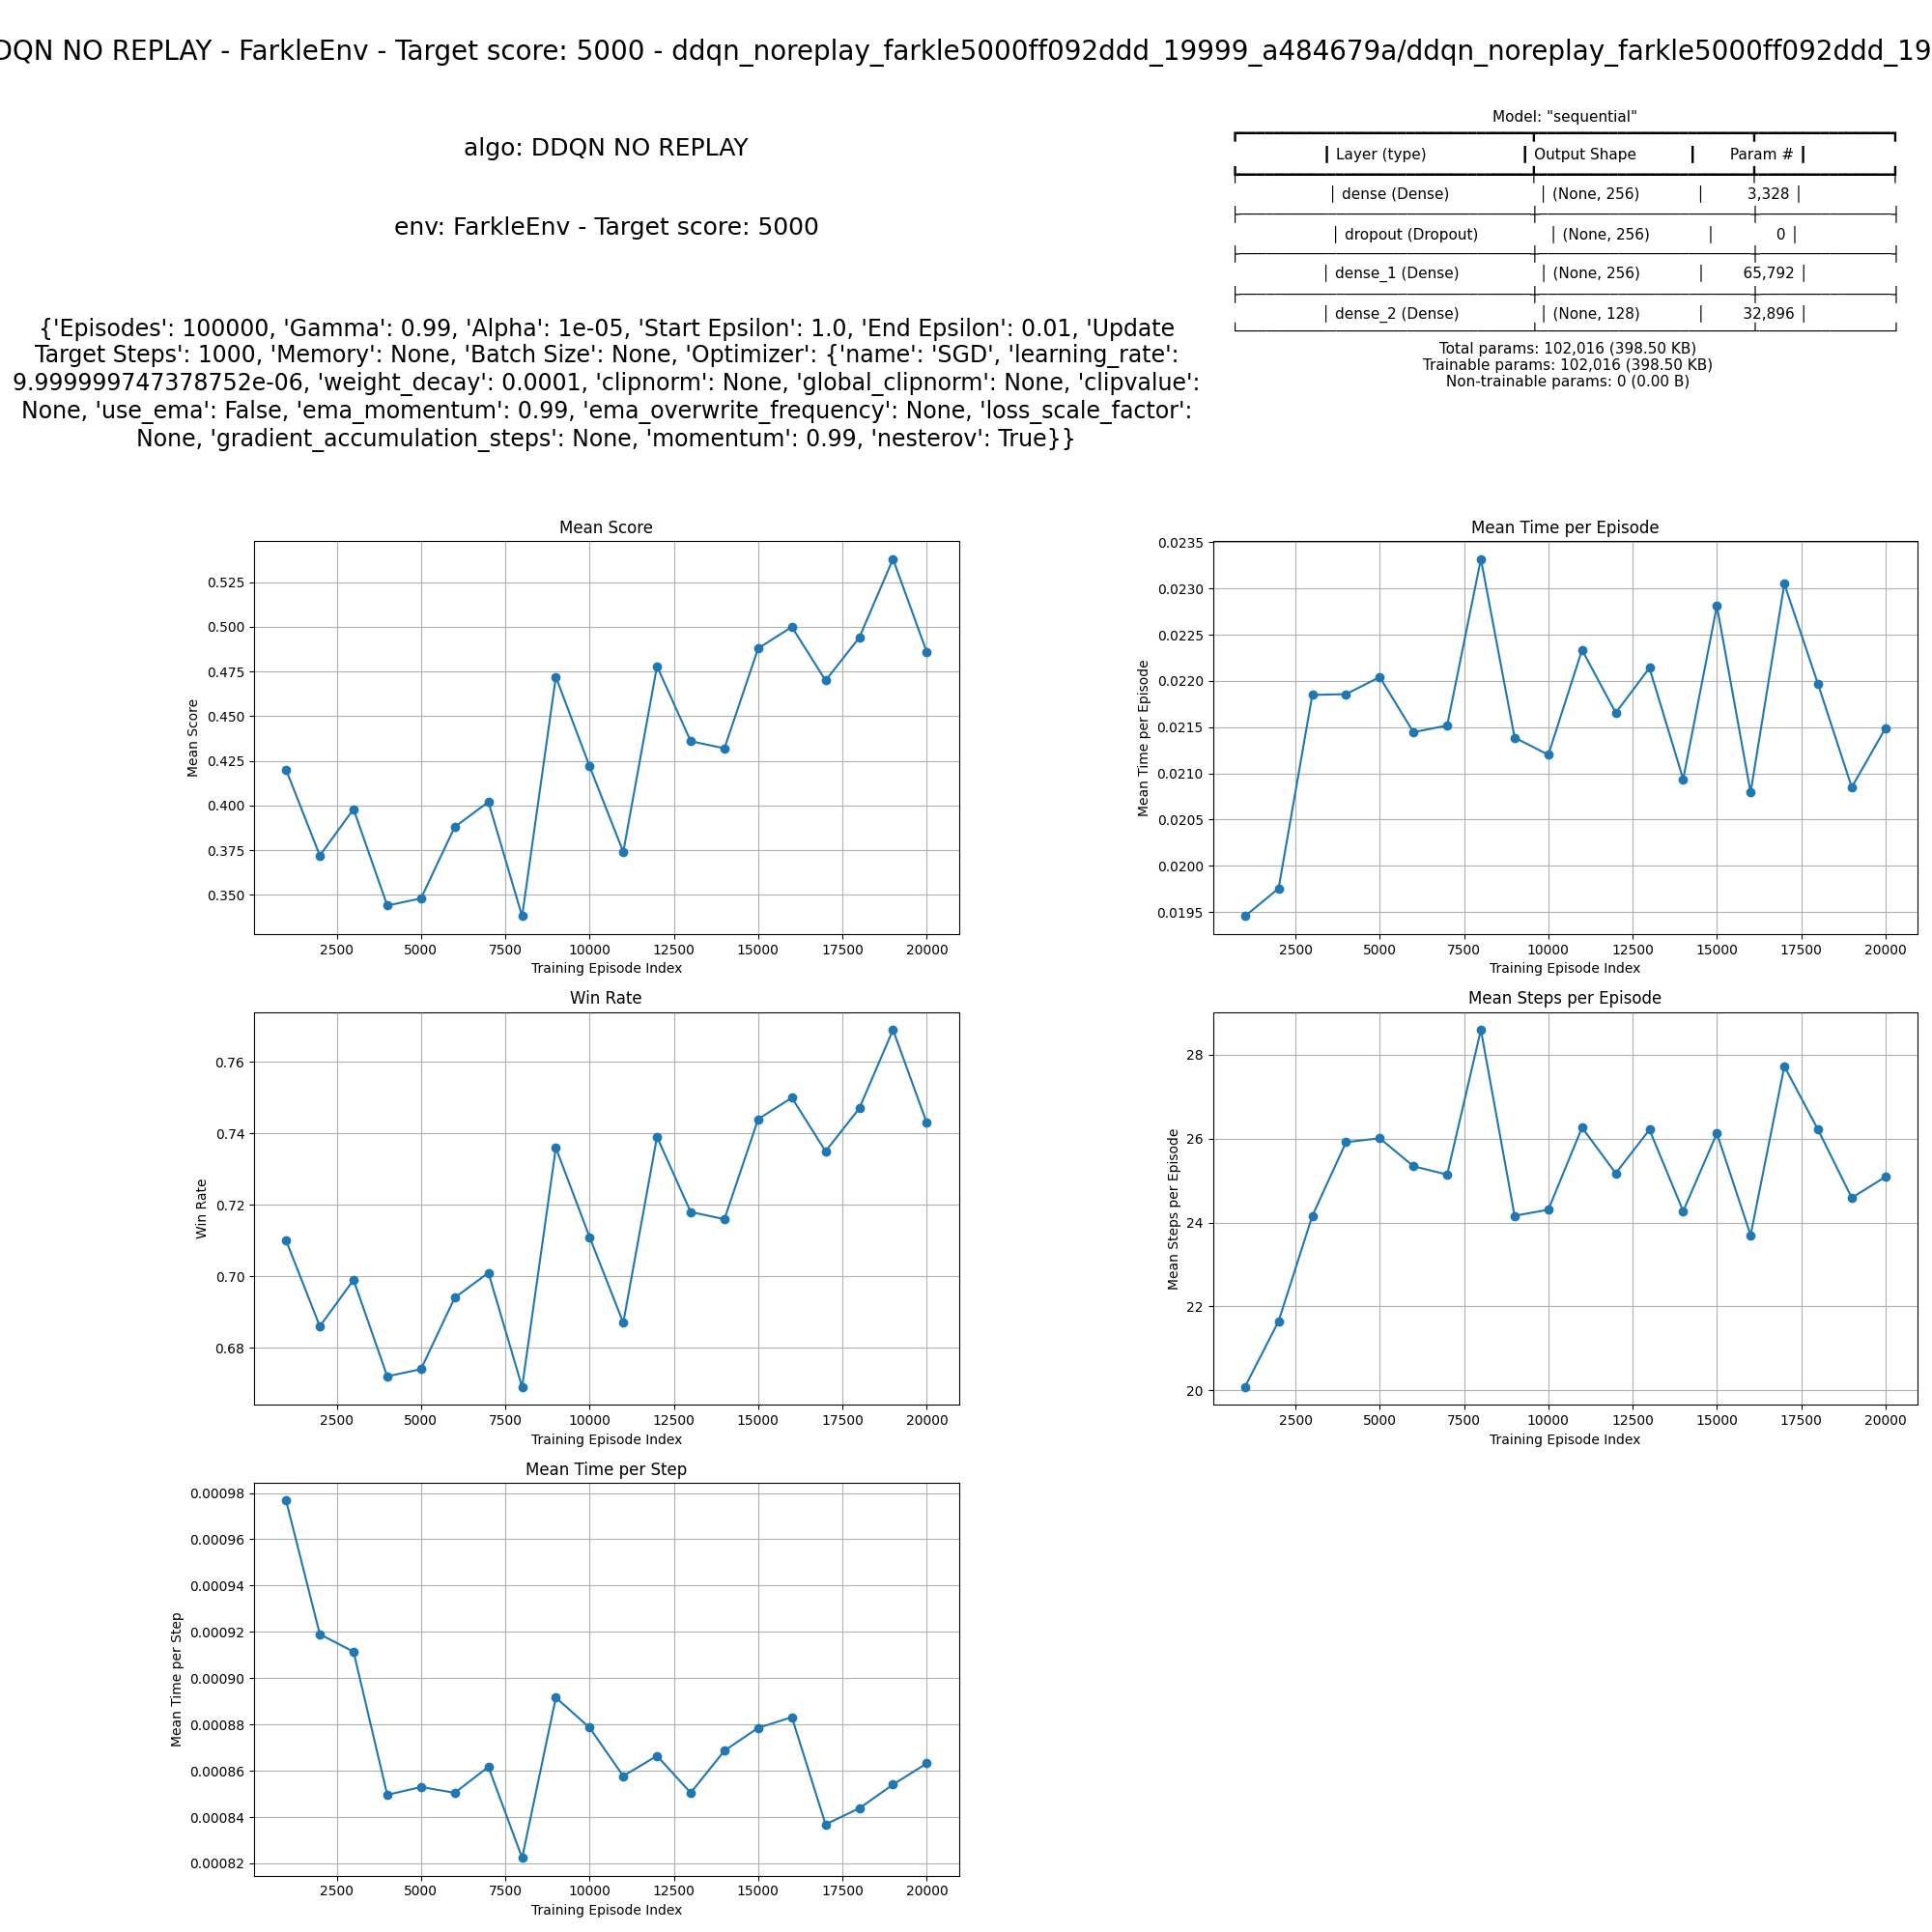 DQN NO REPLAY - FarkleEnv - Target score: 5000 - ddqn_noreplay_farkle5000ff092ddd_19999_a484679a/ddqn_noreplay_farkle5000ff092ddd_19
algo: DDQN NO REPLAY
env: FarkleEnv - Target score: 5000
{'Episodes': 100000, 'Gamma': 0.99, 'Alpha': 1e-05, 'Start Epsilon': 1.0, 'End Epsilon': 0.01, 'Update
Target Steps': 1000, 'Memory': None, 'Batch Size': None, 'Optimizer': {'name': 'SGD', 'learning_rate':
9.999999747378752e-06, 'weight_decay': 0.0001, 'clipnorm': None, 'global_clipnorm': None, 'clipvalue':
None, 'use_ema': False, 'ema_momentum': 0.99, 'ema_overwrite_frequency': None, 'loss_scale_factor':
None, 'gradient_accumulation_steps': None, 'momentum': 0.99, 'nesterov': True}}
Model: "sequential"
Layer (type) Output Shape Param #
dense (Dense) (None, 256) 3,328
dropout (Dropout) (None, 256) 0
dense_1 (Dense) (None, 256) 65,792
dense_2 (Dense) (None, 128) 32,896
Total params: 102,016 (398.50 KB)
Trainable params: 102,016 (398.50 KB)
Non-trainable params: 0 (0.00 B)
Mean Score
Mean Score
0.525
0.500
0.475
0.450
0.425
0.400
0.375
0.350
2500 5000 7500 10000 12500 15000 17500 20000
Training Episode Index
Mean Time per Episode
Mean Time per Episode
0.0235
0.0230
0.0225
0.0220
0.0215
0.0210
0.0205
0.0200
0.0195
2500 5000 7500 10000 12500 15000 17500 20000
Training Episode Index
Win Rate
Win Rate
0.76
0.74
0.72
0.70
0.68
2500 5000 7500 10000 12500 15000 17500 20000
Training Episode Index
Mean Steps per Episode
Mean Steps per Episode
28
26
24
22
20
2500 5000 7500 10000 12500 15000 17500 20000
Training Episode Index
Mean Time per Step
Mean Time per Step
0.00098
0.00096
0.00094
0.00092
0.00090
0.00088
0.00086
0.00084
0.00082
2500 5000 7500 10000 12500 15000 17500 20000
Training Episode Index